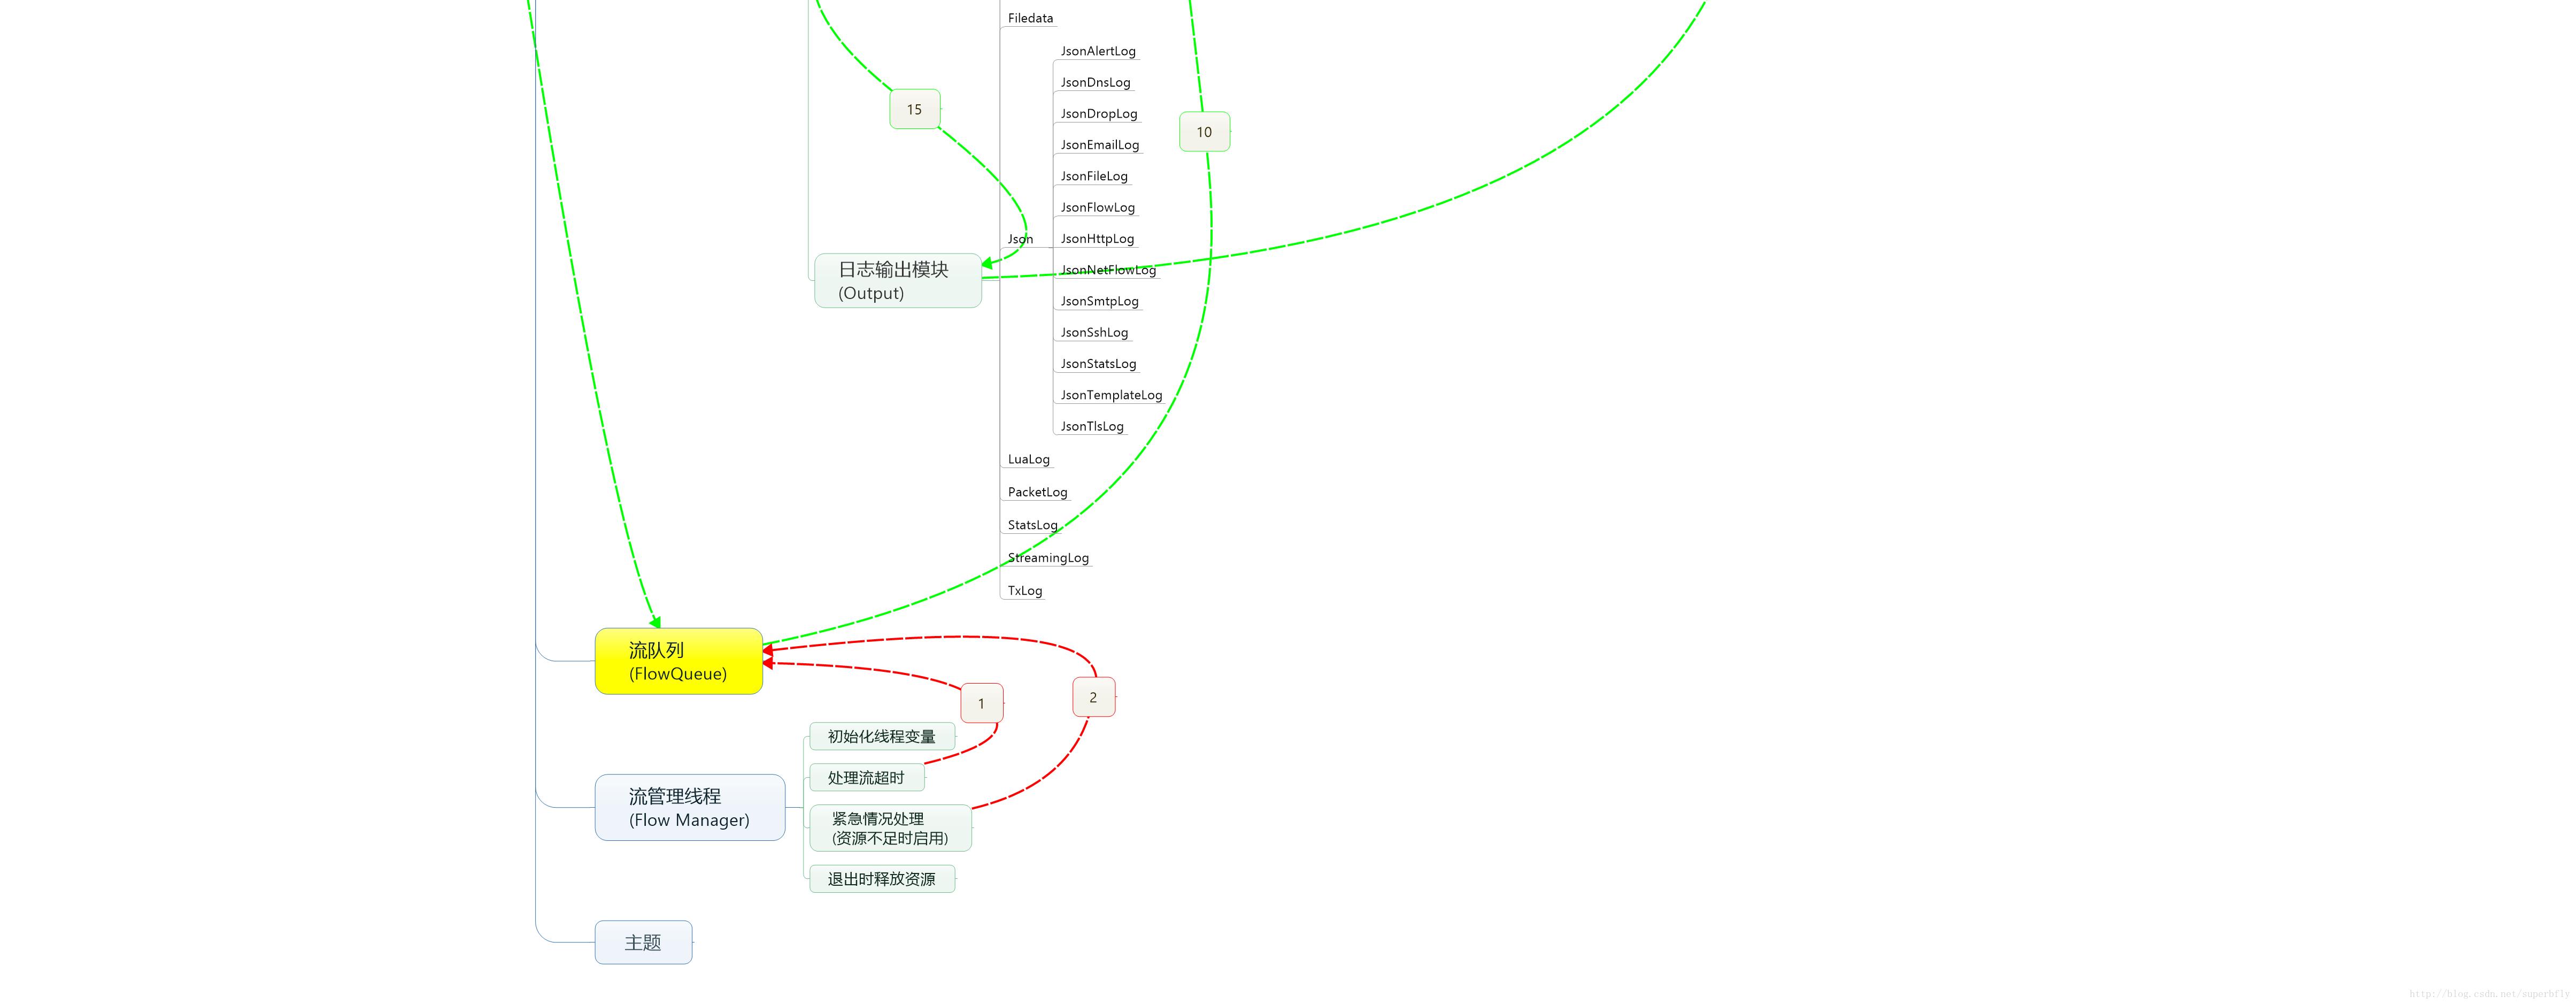 Filedata
JsonAlertLog
JsonDnsLog
15
JsonDropLog
10
JsonEmailLog
JsonFileLog
JsonFlowLog
Json
JsonHttpLog
日志输出模块
(Output)
JsonNetFlowLog
JsonSmtpLog
JsonSshLog
JsonStatsLog
JsonTemplateLog
JsonTlsLog
LuaLog
PacketLog
StatsLog
StreamingLog
TxLog
流队列
(FlowQueue)
1
2
初始化线程变量
处理流超时
流管理线程
(Flow Manager)
紧急情况处理
(资源不足时启用)
退出时释放资源
主题
http://blog.csdn.net/superbfly